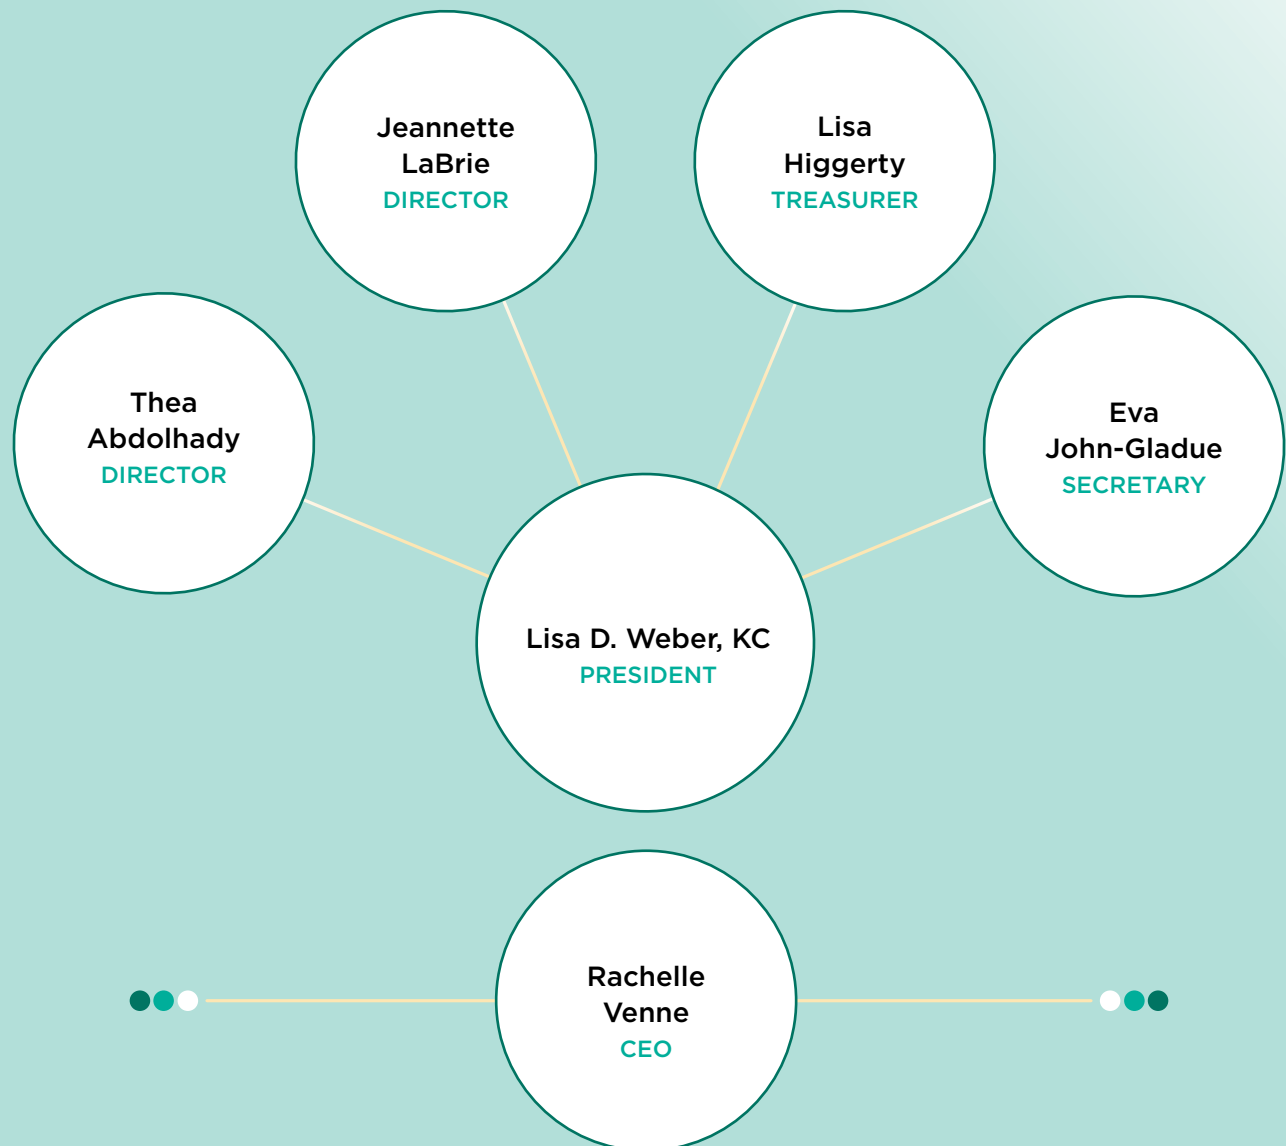 Jeannette
LaBrie
DIRECTOR
Lisa
Higgerty
TREASURER
Thea
Abdolhady
DIRECTOR
Eva
John-Gladue
SECRETARY
Lisa D. Weber, KC
PRESIDENT
Rachelle
Venne
CEO